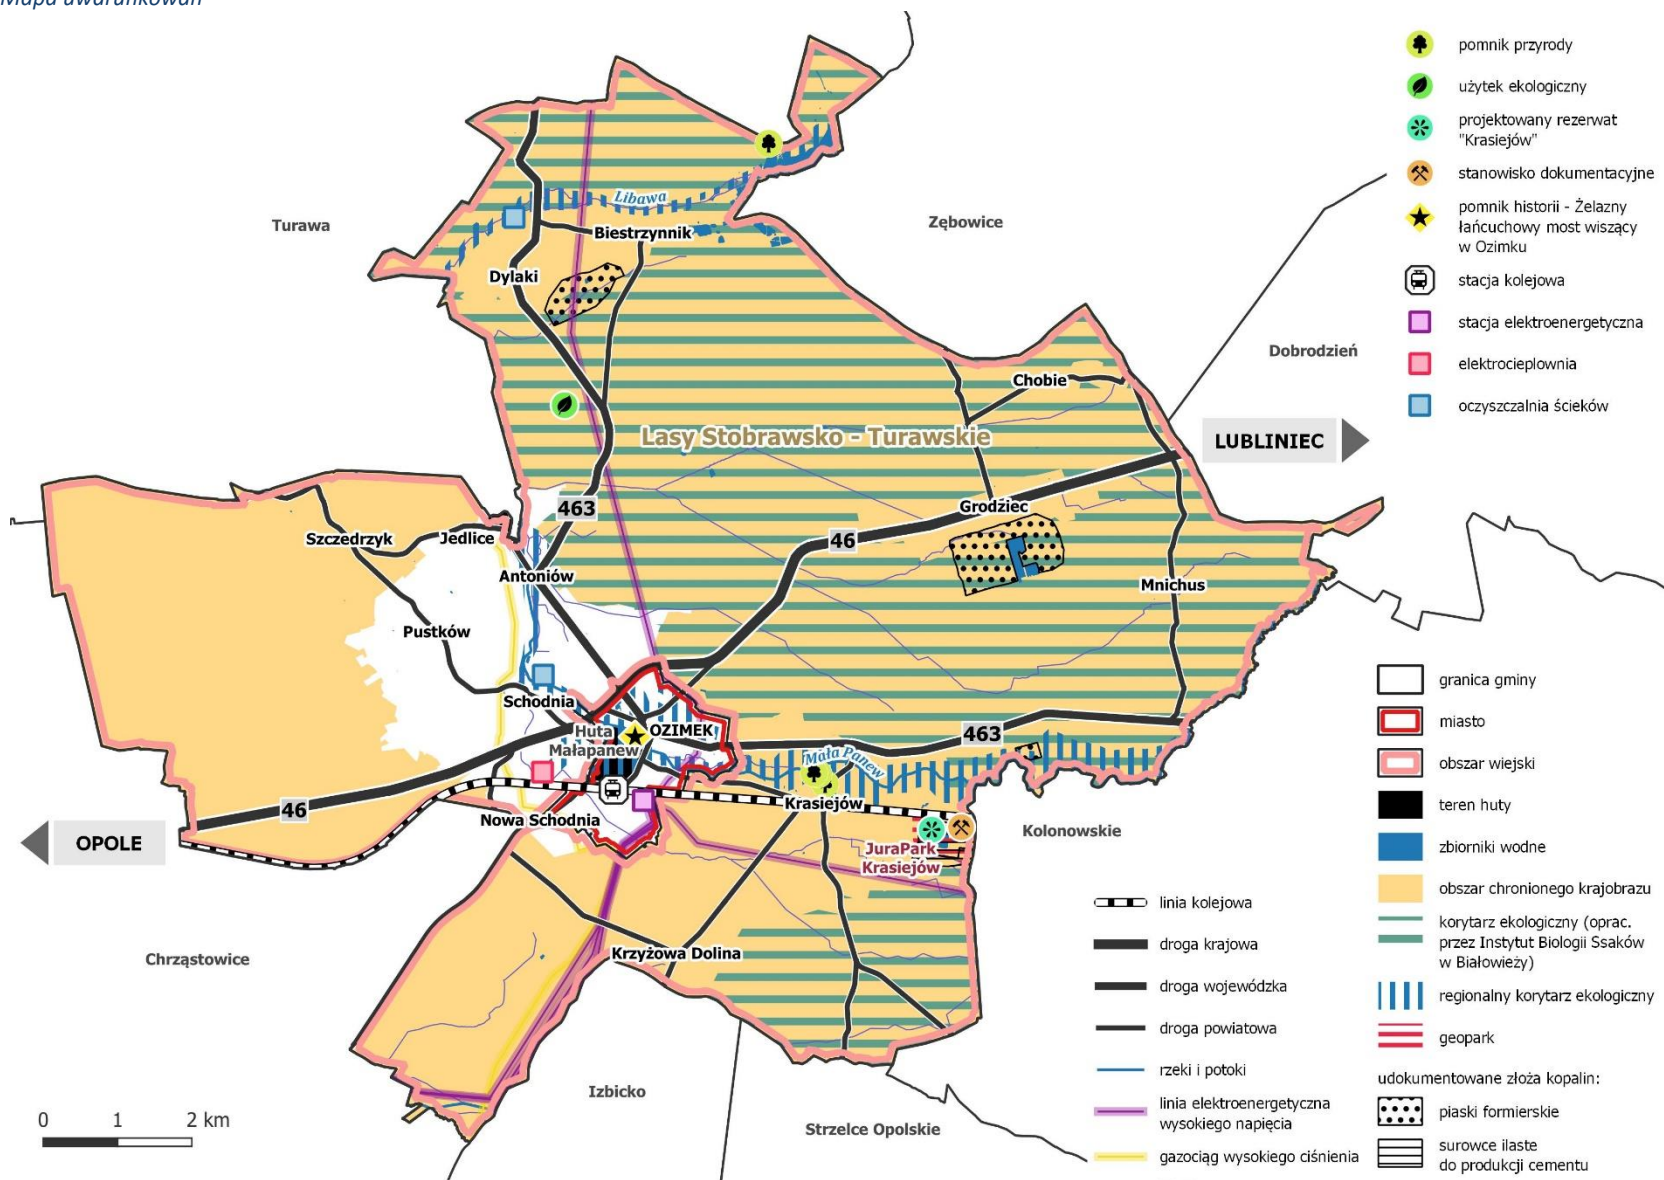 Mapa uwarunkowań
pomnik przyrody
użytek ekologiczny
projektowany rezerwat
"Krasiejów"
stanowisko dokumentacyjne
pomnik historii - Żelazny
łańcuchowy most wiszący
w Ozimku
stacja kolejowa
stacja elektroenergetyczna
elektrociepłownia
oczyszczalnia ścieków
Turawa
Libawa
Zębowice
Biestrzynnik
Dylaki
Dobrodzień
Chobie
Lasy Stobrawsko - Turawskie
LUBLINIEC
463
Grodziec
Szczedrzyk
Jedlice
46
Antoniów
Mnichus
Pustków
Schodnia
Huta
Małapanew
OZIMEK
463
Mała Panew
46
Krasiejów
Nowa Schodnia
OPOLE
Kolonowskie
JuraPark
Krasiejów
Chrząstowice
Krzyżowa Dolina
Izbicko
Strzelce Opolskie
0 1 2 km
linia kolejowa
droga krajowa
droga wojewódzka
droga powiatowa
rzeki i potoki
linia elektroenergetyczna
wysokiego napięcia
gazociąg wysokiego ciśnienia
granica gminy
miasto
obszar wiejski
teren huty
zbiorniki wodne
obszar chronionego krajobrazu
korytarz ekologiczny (oprac.
przez Instytut Biologii Ssaków
w Białowieży)
regionalny korytarz ekologiczny
geopark
udokumentowane złoża kopalin:
piaski formierskie
surowce ilaste
do produkcji cementu